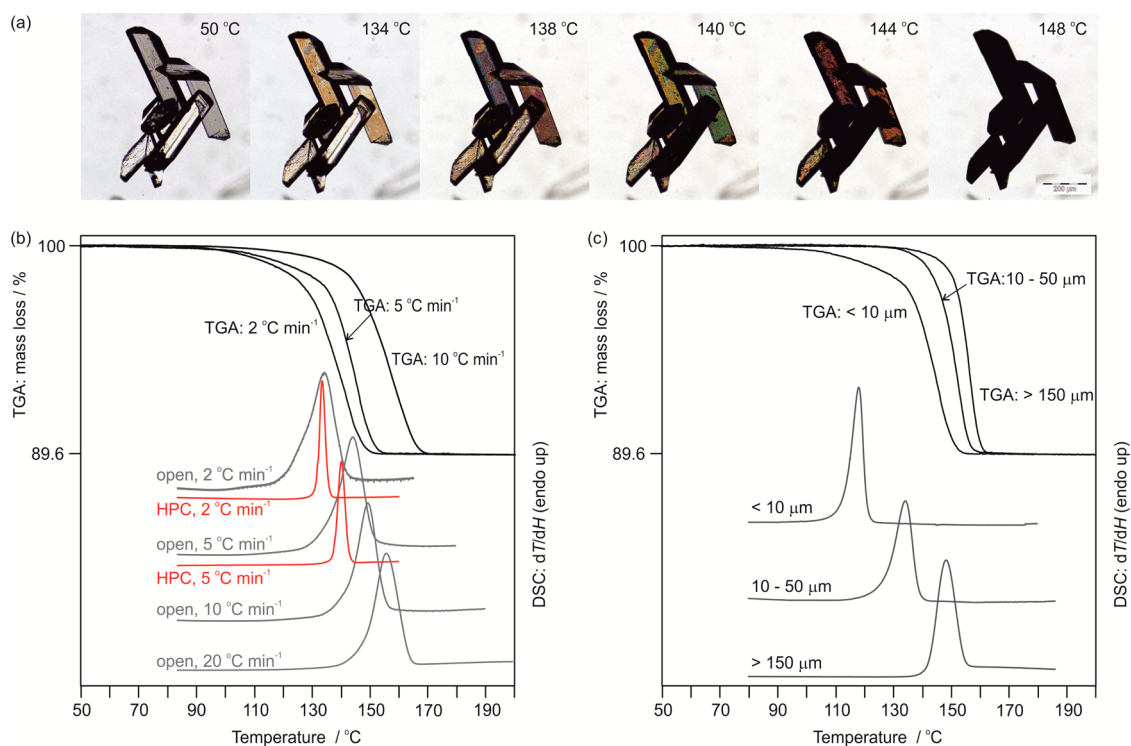 (a)
50 °C
134 °C
138 °C
140 °C
144 °C
148 °C
200 µm
(b)
100
TGA: 5 °C min-1
TGA: 2 °C min-1
TGA: 10 °C min-1
TGA: mass loss / %
89.6
open, 2 °C min-1
HPC, 2 °C min-1
open, 5 °C min-1
HPC, 5 °C min-1
open, 10 °C min-1
open, 20 °C min-1
DSC: dT/dH (endo up)
50 70 90 110 130 150 170 190
Temperature / °C
(c)
100
TGA:10 - 50 µm
TGA: < 10 µm
TGA: > 150 µm
TGA: mass loss / %
89.6
< 10 µm
10 - 50 µm
> 150 µm
DSC: dT/dH (endo up)
50 70 90 110 130 150 170 190
Temperature / °C